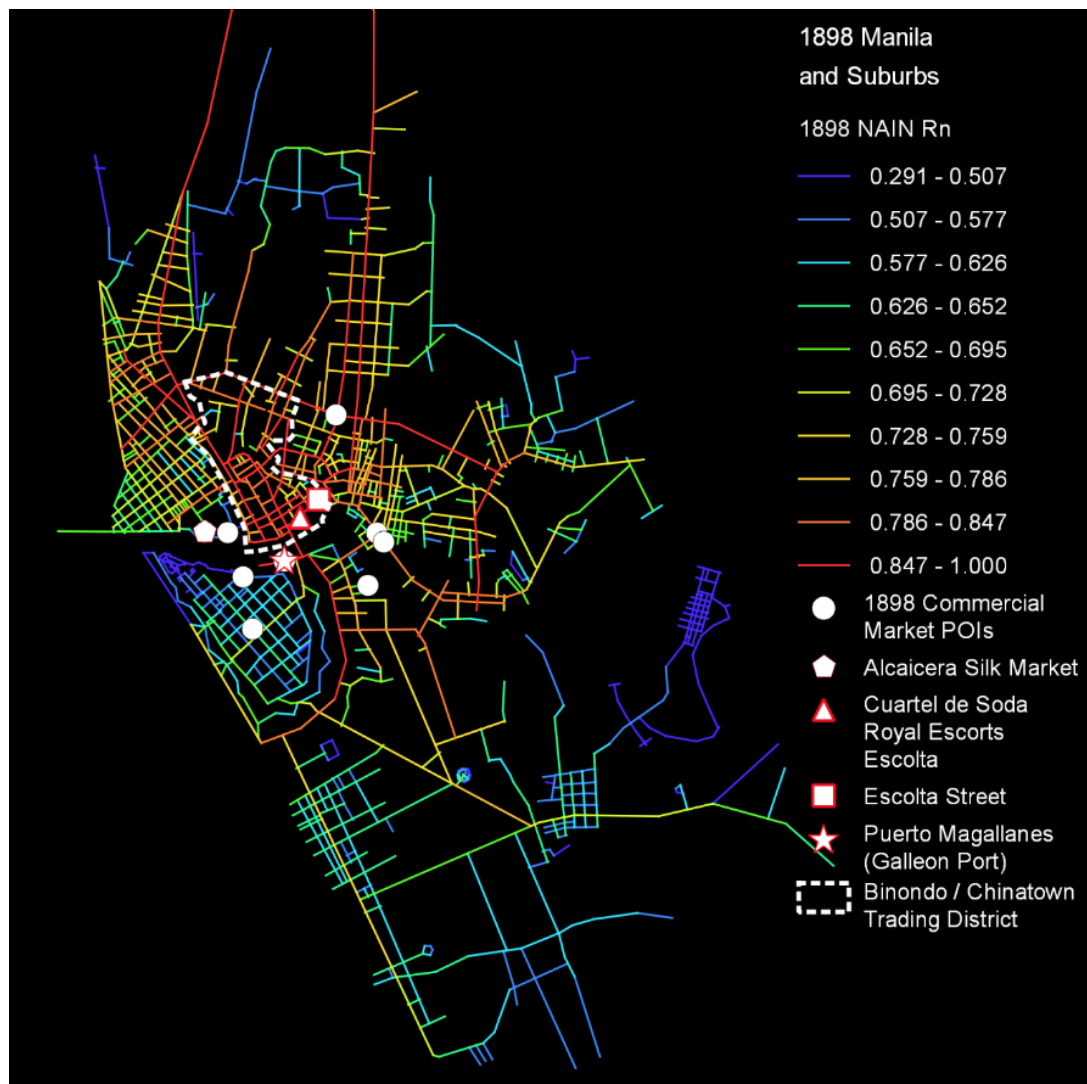 1898 Manila
and Suburbs
1898 NAIN Rn
0.291 - 0.507
0.507 - 0.577
0.577 - 0.626
0.626 - 0.652
0.652 - 0.695
0.695 - 0.728
0.728 - 0.759
0.759 - 0.786
0.786 - 0.847
0.847 - 1.000
1898 Commercial
Market POIs
Alcaicera Silk Market
Cuartel de Soda
Royal Escorts
Escolta
Escolta Street
Puerto Magallanes
(Galleon Port)
Binondo / Chinatown
Trading District